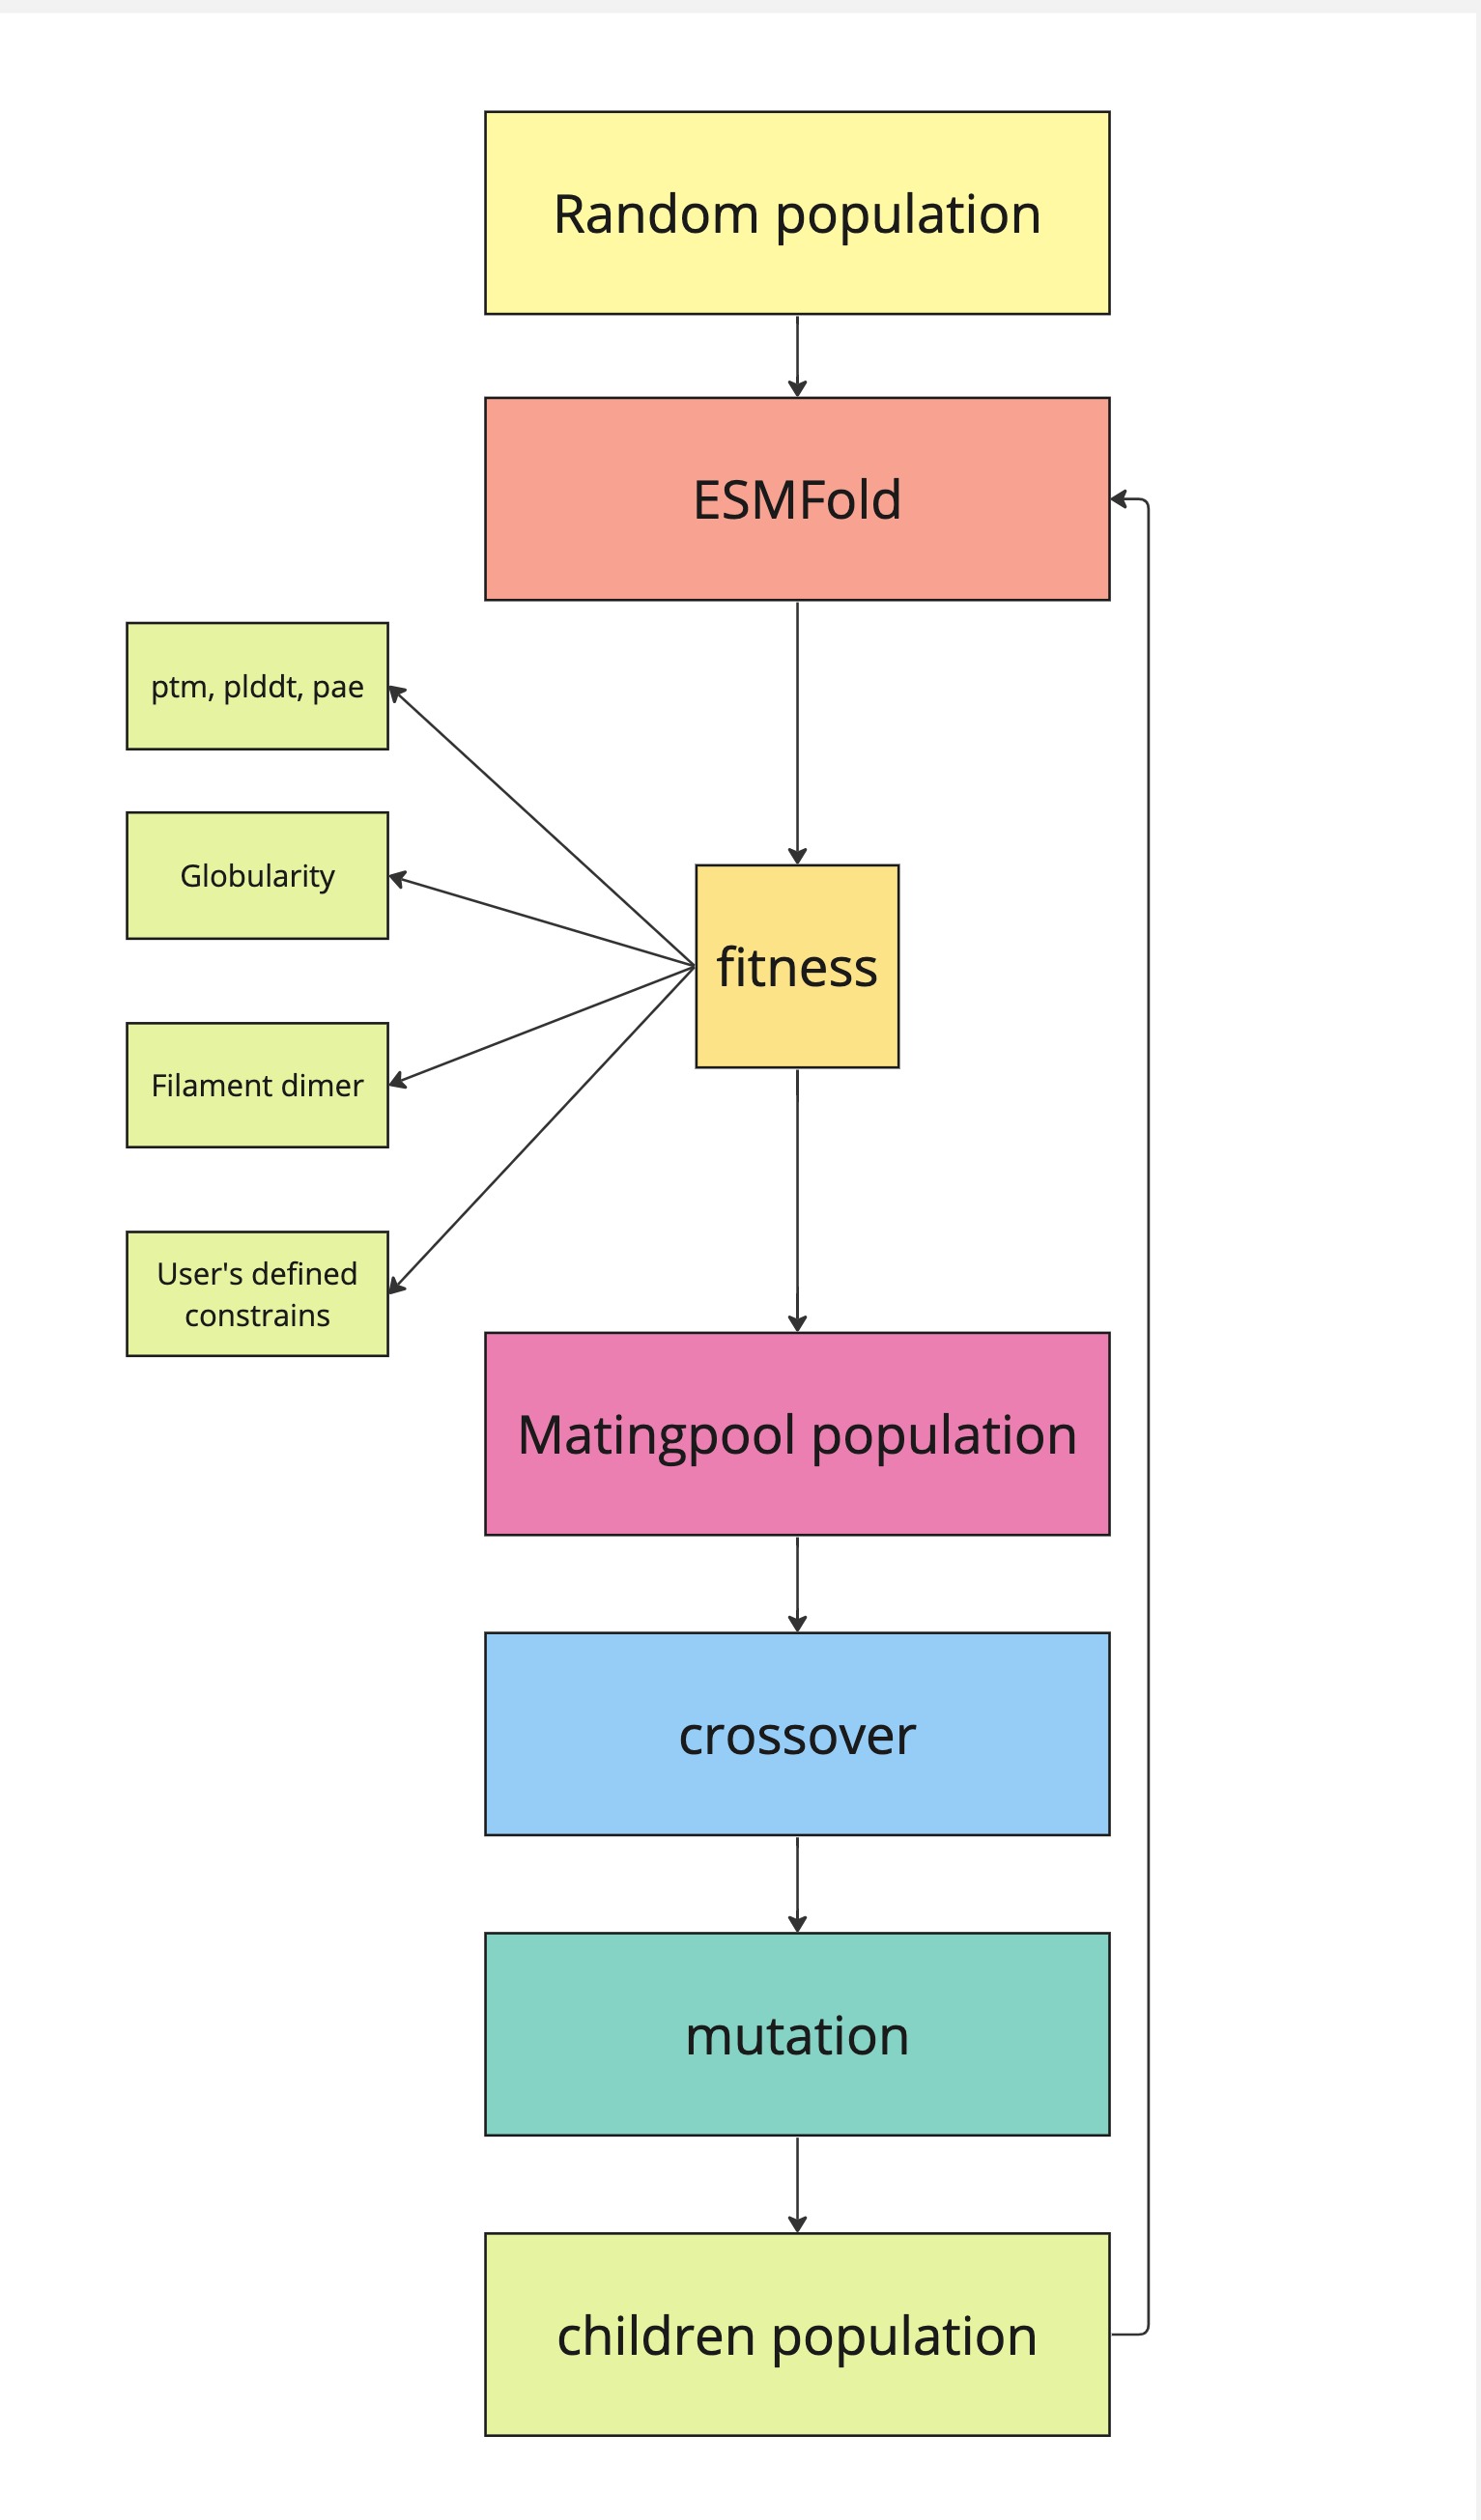 Random population
ESMFold
ptm, plddt, pae
Globularity
fitness
Filament dimer
User's defined
constrains
Matingpool population
crossover
mutation
children population